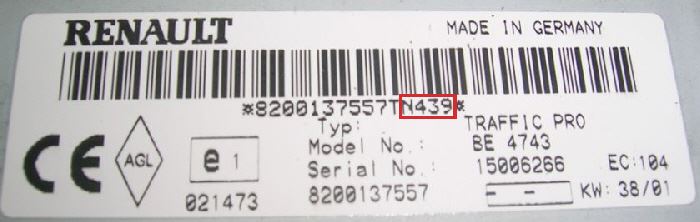 RENAULT MADE IN GERMANY
*8200137557TN439*
Typ: TRAFFIC PRO
Model No.: BE 4743
Serial No.: 15006266 EC:104
8200137557 -- KW: 38/01
CE AGL e 1
021473